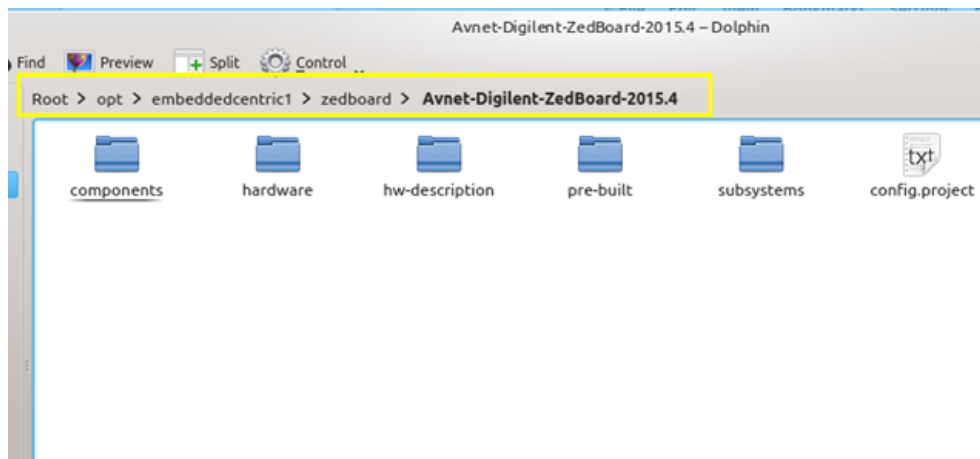 Avnet-Digilent-ZedBoard-2015.4 – Dolphin
Find Preview Split Control
Root > opt > embeddedcentric1 > zedboard > Avnet-Digilent-ZedBoard-2015.4
components hardware hw-description pre-built subsystems config.project